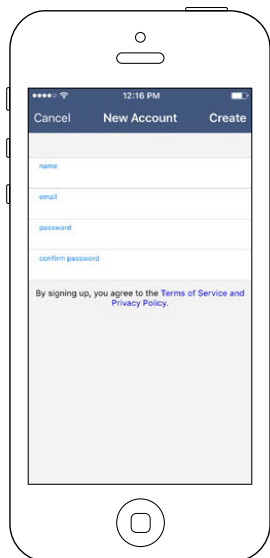 12:16 PM
Cancel New Account Create
name
email
password
confirm password
By signing up, you agree to the Terms of Service and
Privacy Policy.